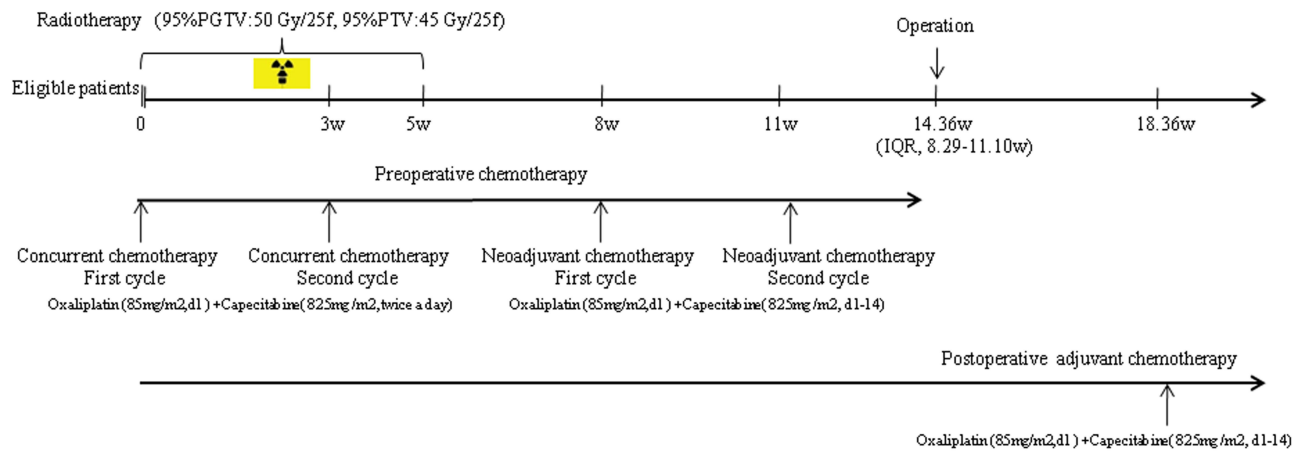 Radiotherapy (95%PGTV:50 Gy/25f, 95%PTV:45 Gy/25f)
Operation
Eligible patients
0 3w 5w 8w 11w 14.36w 18.36w
(IQR, 8.29-11.10w)
Preoperative chemotherapy
Concurrent chemotherapy Concurrent chemotherapy Neoadjuvant chemotherapy Neoadjuvant chemotherapy
First cycle Second cycle First cycle Second cycle
Oxaliplatin(85mg/m2,d1)+Capecitabine(825mg/m2,twice a day) Oxaliplatin(85mg/m2,d1)+Capecitabine(825mg/m2, d1-14)
Postoperative adjuvant chemotherapy
Oxaliplatin(85mg/m2,d1)+Capecitabine(825mg/m2, d1-14)